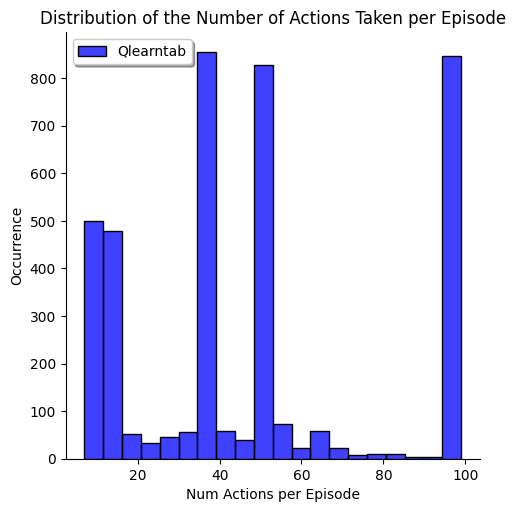 Distribution of the Number of Actions Taken per Episode
Qlearntab
Occurrence
800
700
600
500
400
300
200
100
0
20 40 60 80 100
Num Actions per Episode